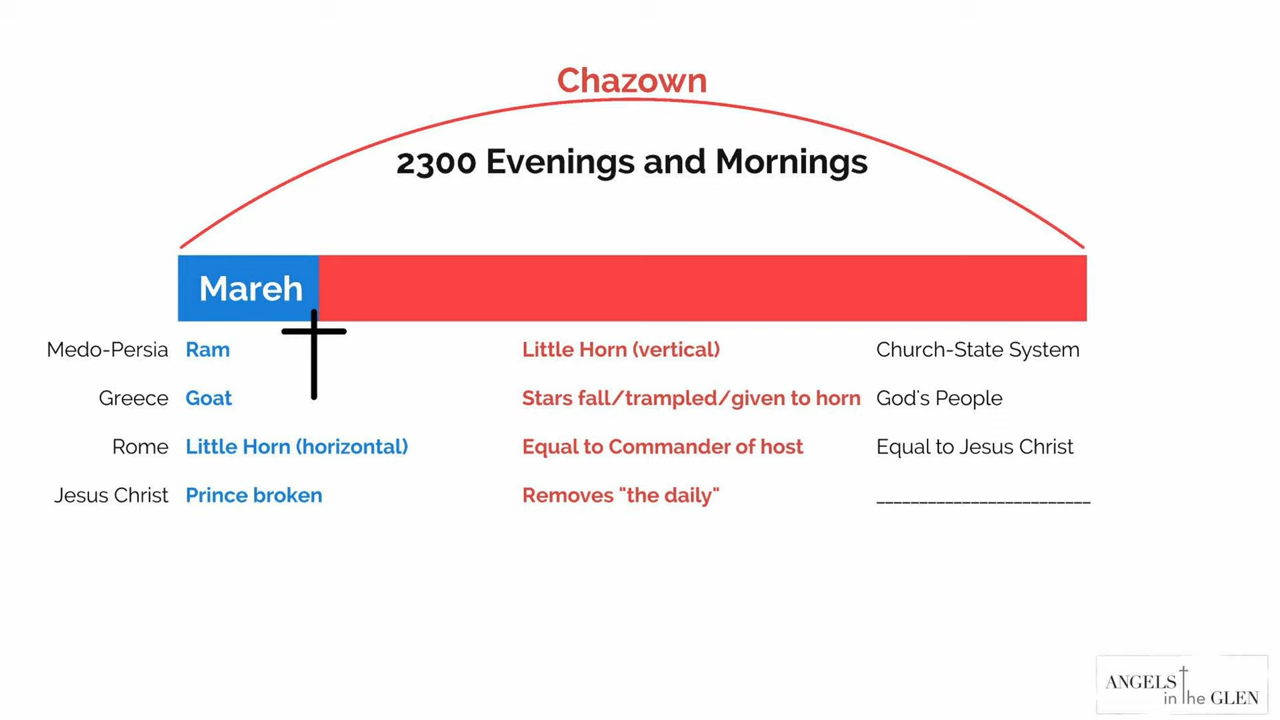 Chazown
2300 Evenings and Mornings
Mareh
Medo-Persia Ram Little Horn (vertical) Church-State System
Greece Goat Stars fall/trampled/given to horn God's People
Rome Little Horn (horizontal) Equal to Commander of host Equal to Jesus Christ
Jesus Christ Prince broken Removes "the daily" _________________________
ANGELS
in the GLEN